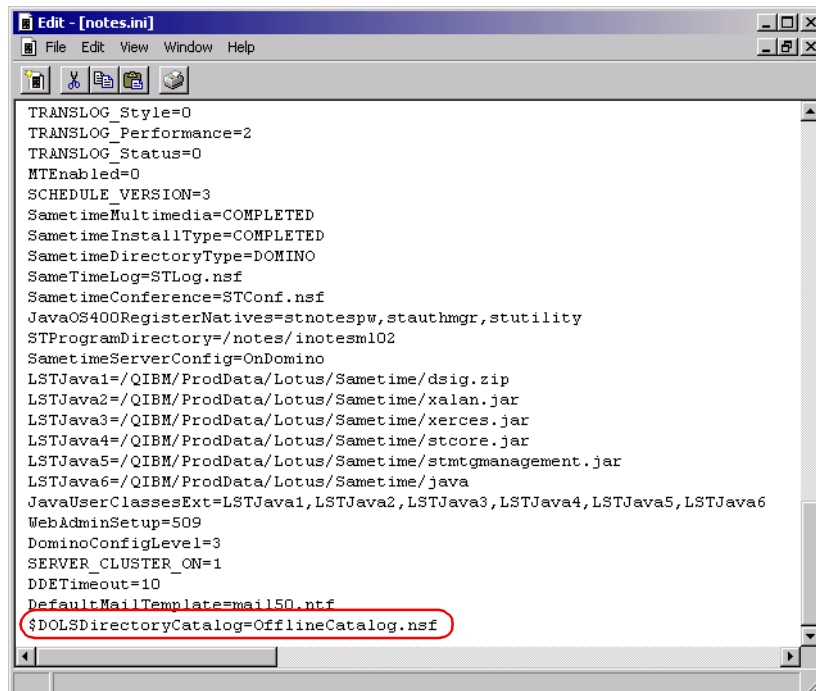 Edit - [notes.ini]
File Edit View Window Help
TRANSLOG_Style=0
TRANSLOG_Performance=2
TRANSLOG_Status=0
MTEnabled=0
SCHEDULE_VERSION=3
SametimeMultimedia=COMPLETED
SametimeInstallType=COMPLETED
SametimeDirectoryType=DOMINO
SameTimeLog=STLog.nsf
SametimeConference=STConf.nsf
JavaOS400RegisterNatives=stnotespw,stauthmgr,stutility
STProgramDirectory=/notes/inotesm102
SametimeServerConfig=OnDomino
LSTJava1=/QIBM/ProdData/Lotus/Sametime/dsig.zip
LSTJava2=/QIBM/ProdData/Lotus/Sametime/xalan.jar
LSTJava3=/QIBM/ProdData/Lotus/Sametime/xerces.jar
LSTJava4=/QIBM/ProdData/Lotus/Sametime/stcore.jar
LSTJava5=/QIBM/ProdData/Lotus/Sametime/stmtgmanagement.jar
LSTJava6=/QIBM/ProdData/Lotus/Sametime/java
JavaUserClassesExt=LSTJava1,LSTJava2,LSTJava3,LSTJava4,LSTJava5,LSTJava6
WebAdminSetup=509
DominoConfigLevel=3
SERVER_CLUSTER_ON=1
DDETimeout=10
DefaultMailTemplate=mail50.ntf
$DOLSDirectoryCatalog=OfflineCatalog.nsf